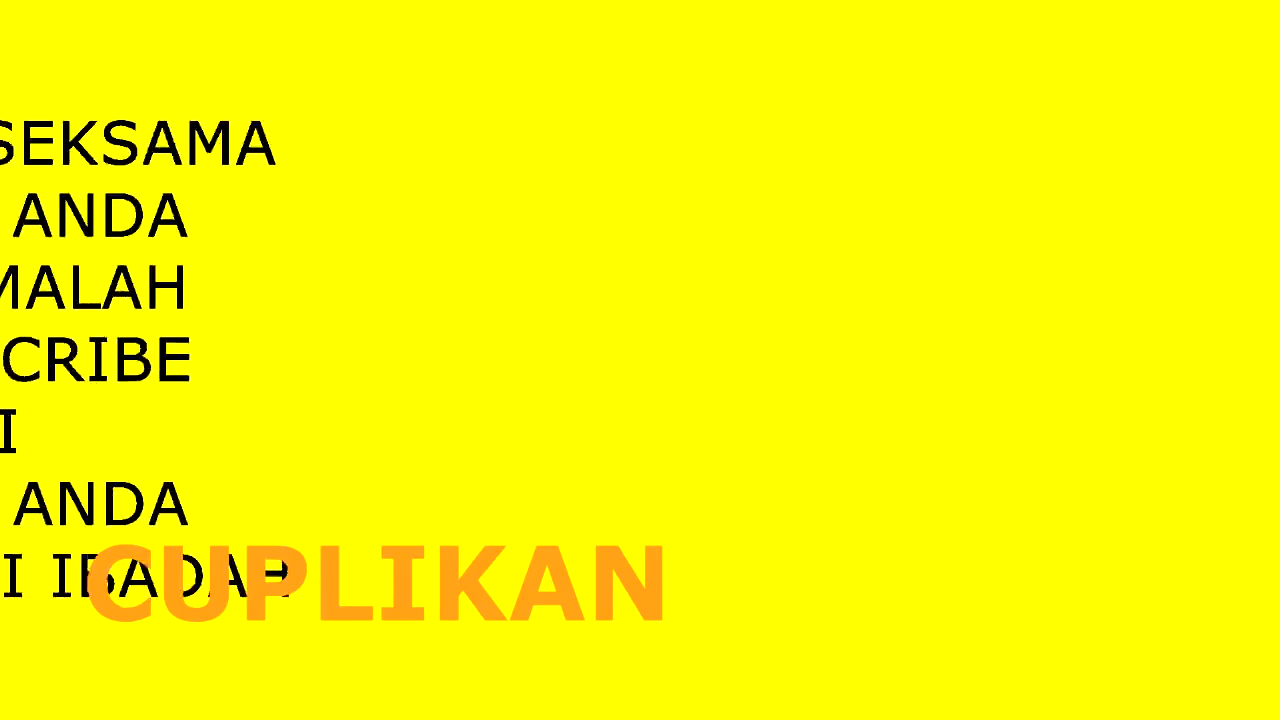 SEKSAMA
ANDA
MALAH
CRIBE
I
ANDA
I IBADAH
CUPLIKAN